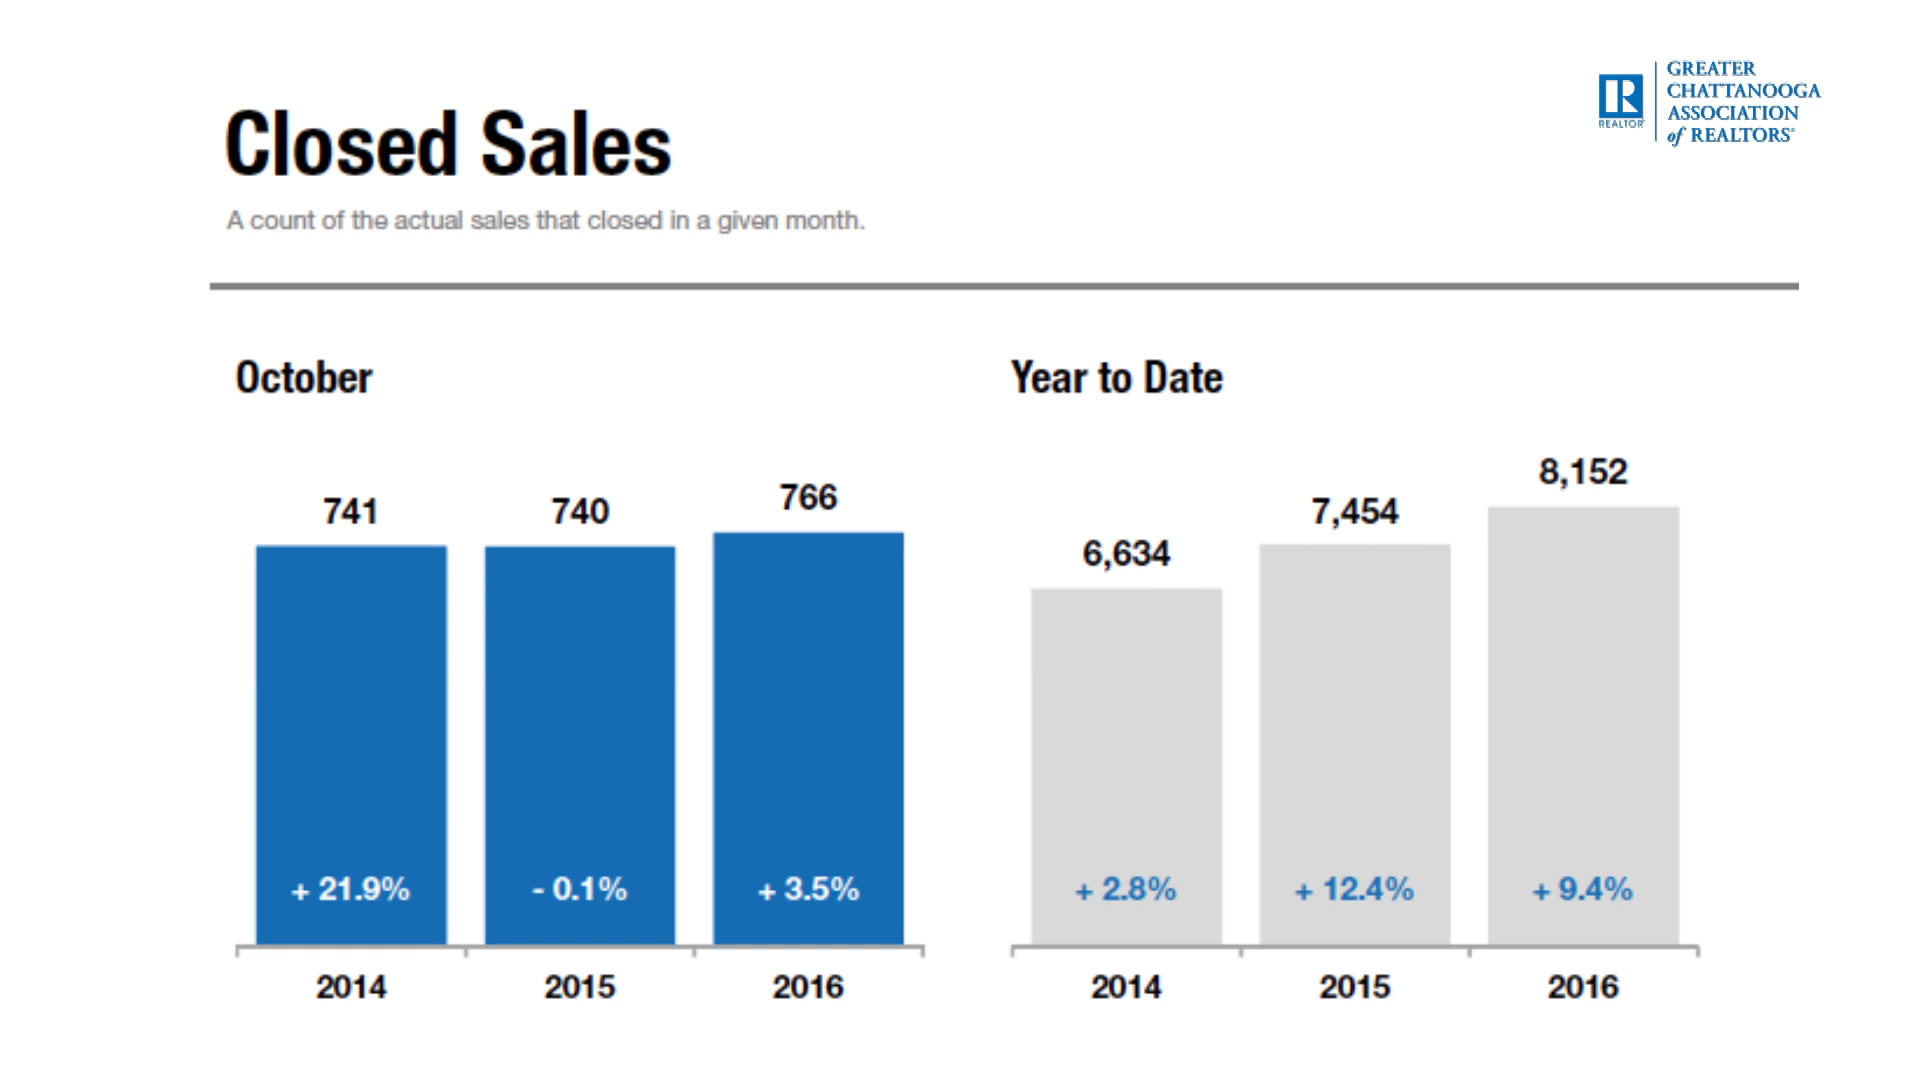 GREATER
CHATTANOOGA
ASSOCIATION
of REALTORS®
REALTOR
Closed Sales
A count of the actual sales that closed in a given month.
October
741
740
766
+ 21.9%
- 0.1%
+ 3.5%
2014
2015
2016
Year to Date
6,634
7,454
8,152
+ 2.8%
+ 12.4%
+ 9.4%
2014
2015
2016